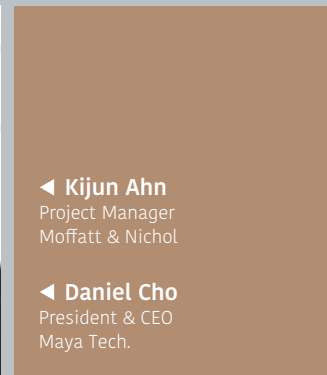 ◄ Kijun Ahn
Project Manager
Moffatt & Nichol
◄ Daniel Cho
President & CEO
Maya Tech.